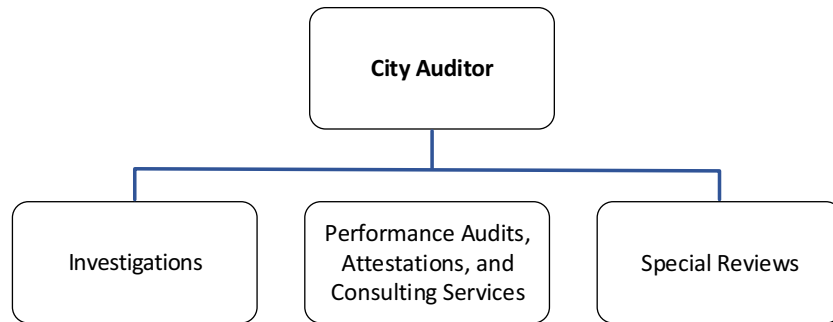 City Auditor
Investigations
Performance Audits,
Attestations, and
Consulting Services
Special Reviews